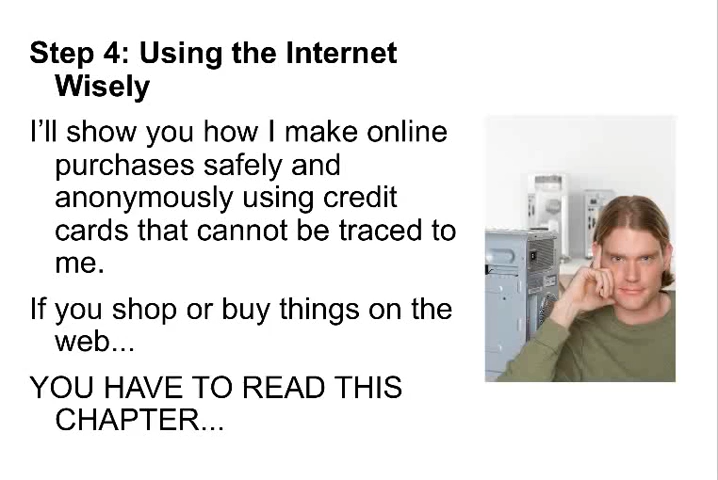 Step 4: Using the Internet
Wisely
I’ll show you how I make online
purchases safely and
anonymously using credit
cards that cannot be traced to
me.
If you shop or buy things on the
web...
YOU HAVE TO READ THIS
CHAPTER...